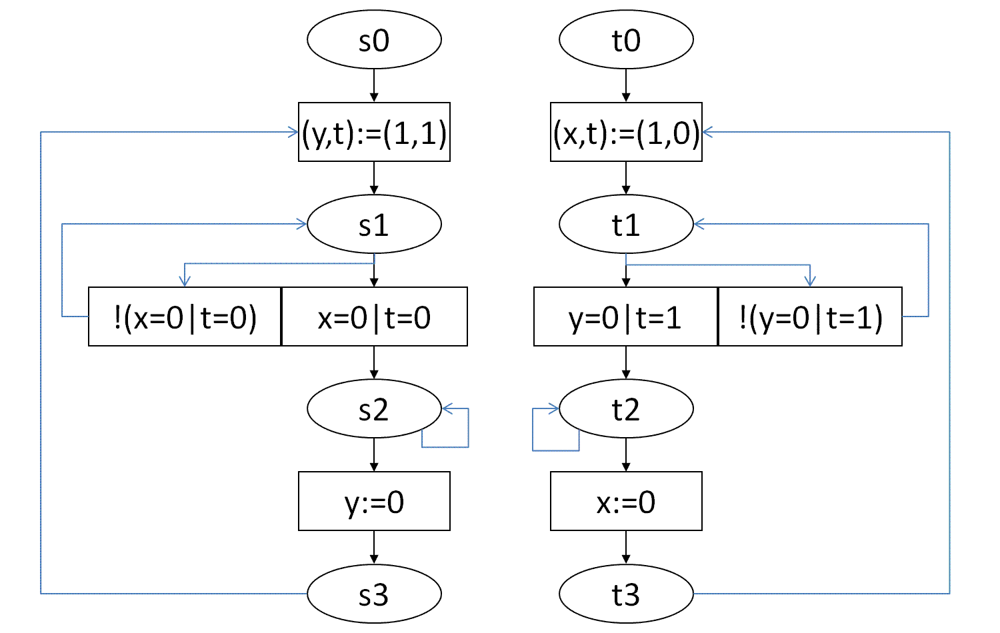 s0
t0
(y,t):=(1,1)
(x,t):=(1,0)
s1
t1
!(x=0|t=0)
x=0|t=0
y=0|t=1
!(y=0|t=1)
s2
t2
y:=0
x:=0
s3
t3